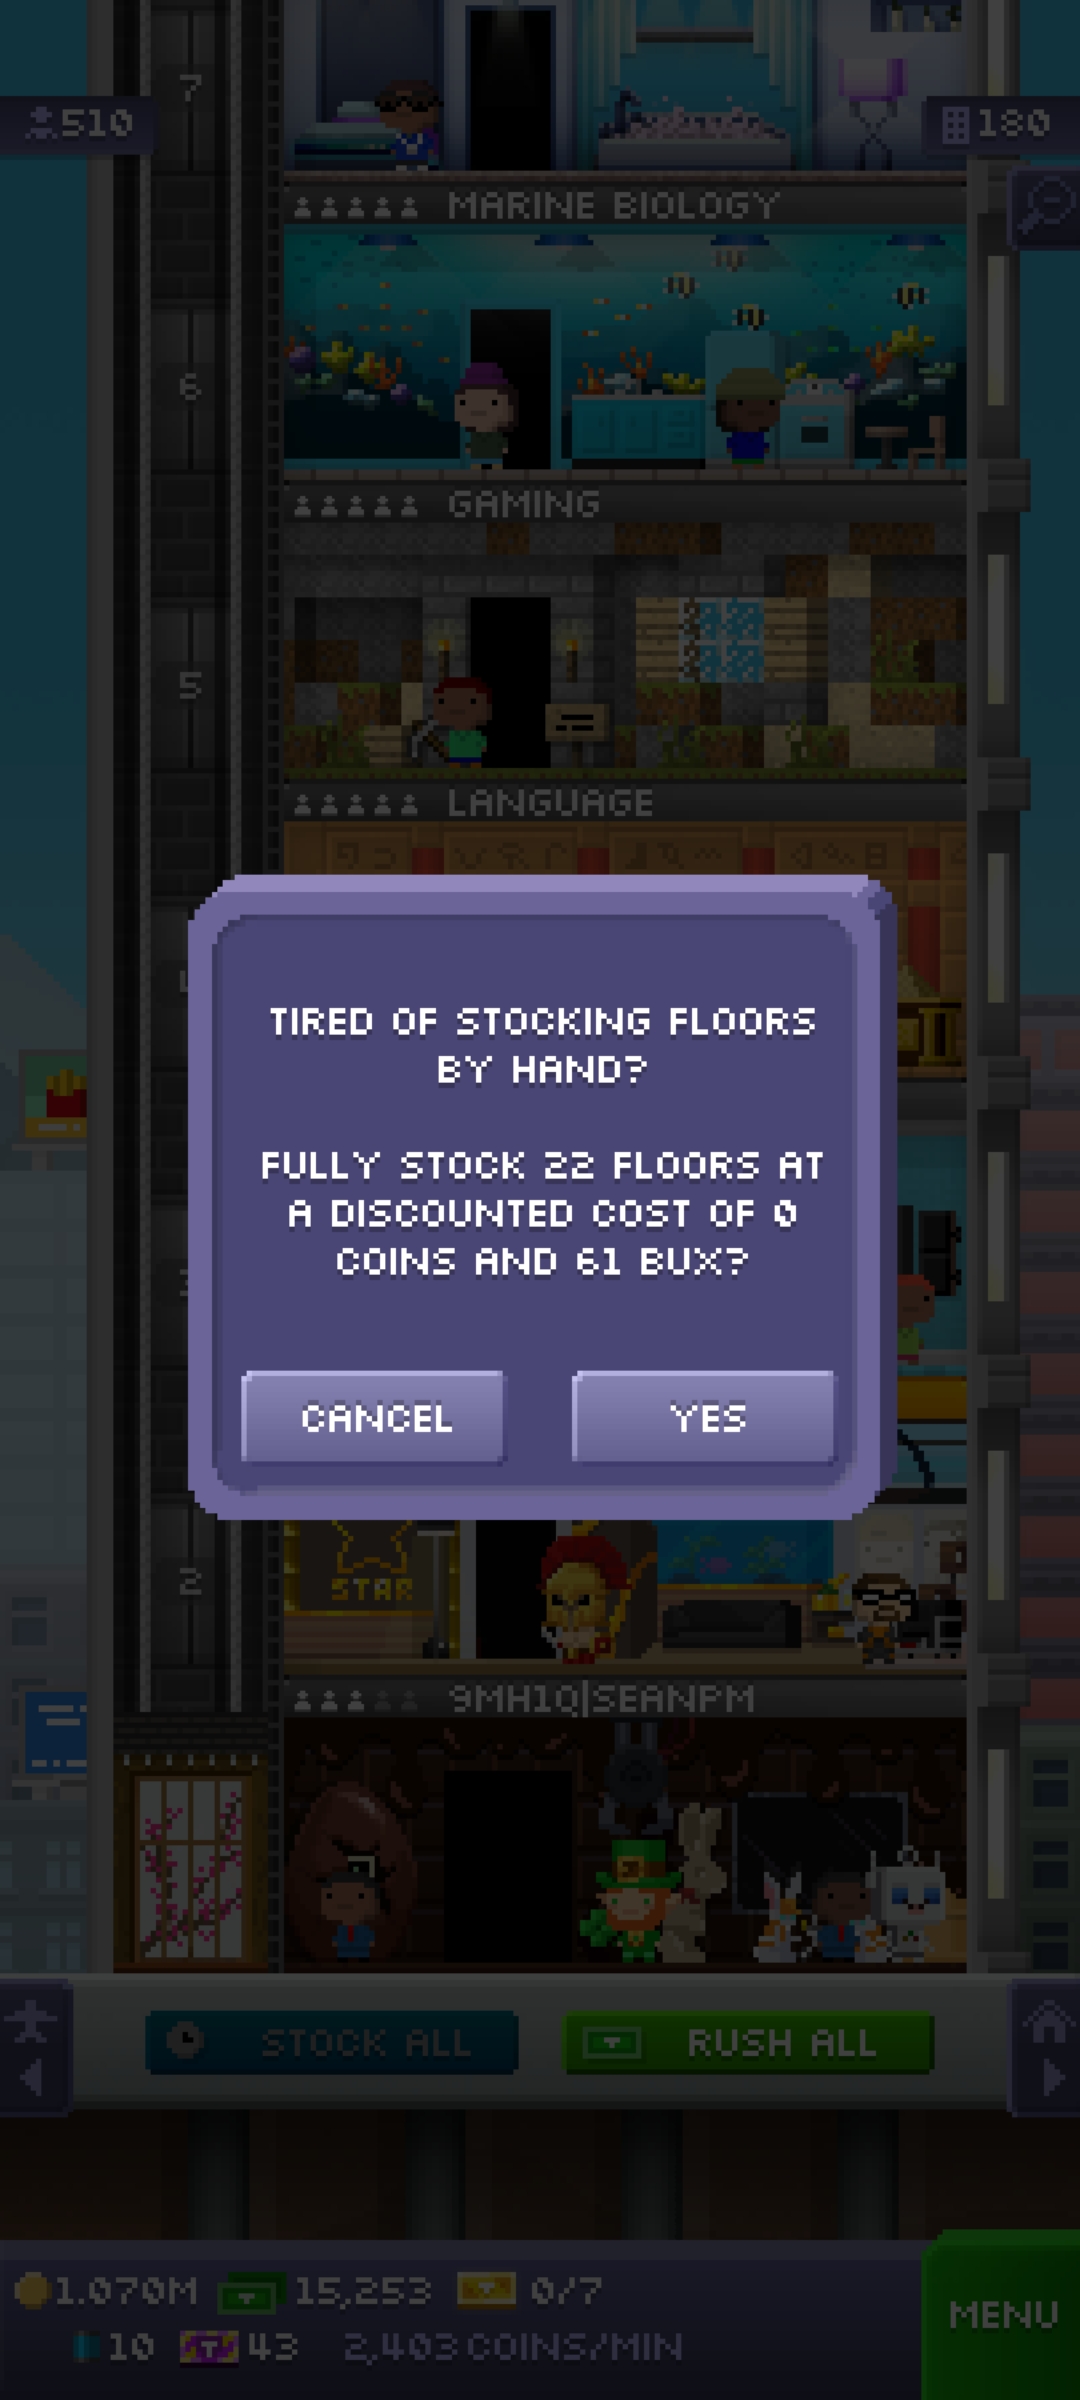 7
510
180
MARINE BIOLOGY
6
GAMING
5
LANGUAGE
TIRED OF STOCKING FLOORS
BY HAND?
FULLY STOCK 22 FLOORS AT
A DISCOUNTED COST OF 0
COINS AND 61 BUX?
CANCEL
YES
2
STAR
9MH1Q|SEANPM
STOCK ALL
RUSH ALL
1.070M
15,253
0/7
10
43
2,403 COINS/MIN
MENU